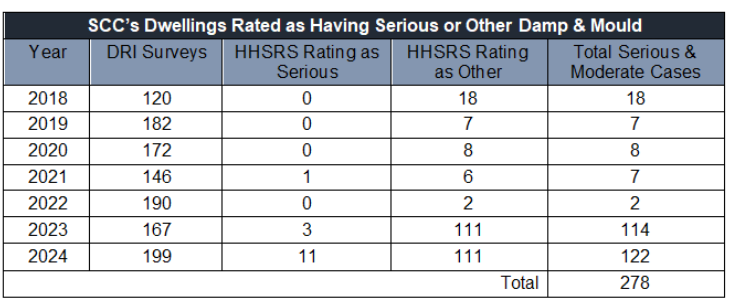 SCC's Dwellings Rated as Having Serious or Other Damp & Mould
Year DRI Surveys HHSRS Rating as Serious HHSRS Rating as Other Total Serious & Moderate Cases
2018 120 0 18 18
2019 182 0 7 7
2020 172 0 8 8
2021 146 1 6 7
2022 190 0 2 2
2023 167 3 111 114
2024 199 11 111 122
Total 278